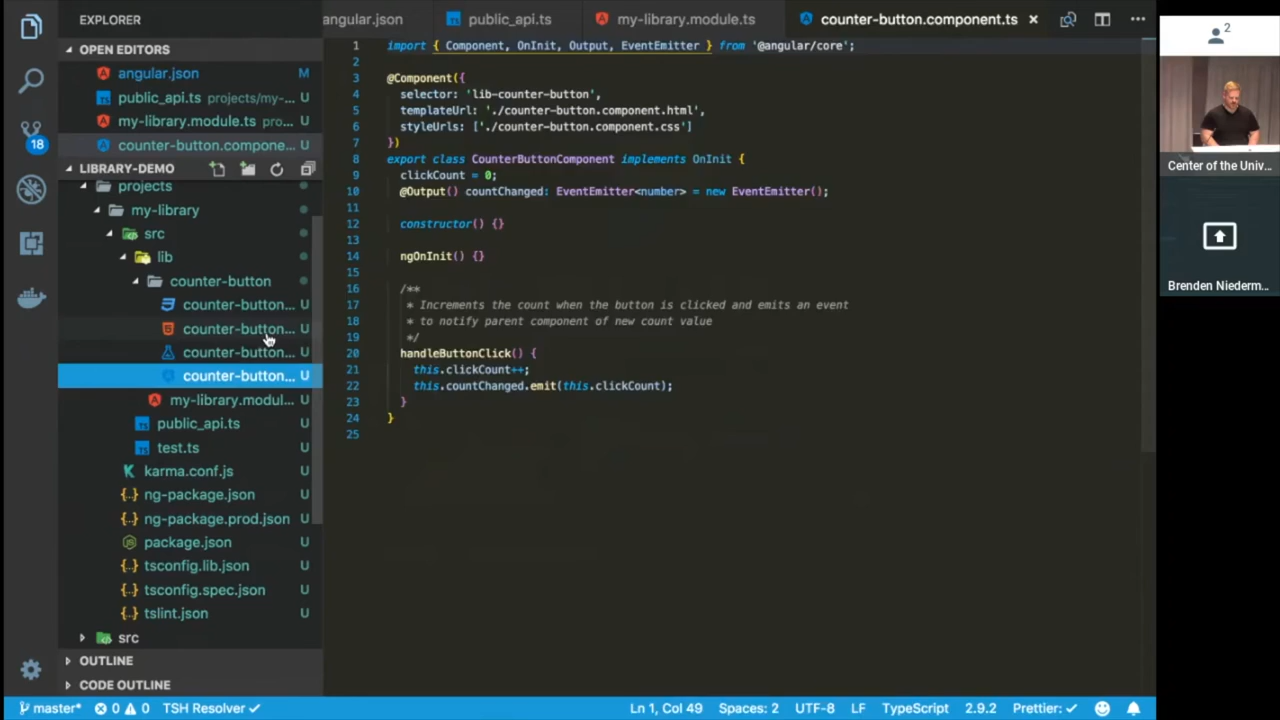 EXPLORER
OPEN EDITORS
angular.json M
public_api.ts projects/my-... U
my-library.module.ts pro... U
counter-button.compone... U
LIBRARY-DEMO
projects
my-library
src
lib
counter-button
counter-button... U
counter-button... U
counter-button... U
counter-button... U
my-library.modul... U
public_api.ts U
test.ts U
karma.conf.js U
ng-package.json U
ng-package.prod.json U
package.json U
tsconfig.lib.json U
tsconfig.spec.json U
tslint.json U
src
OUTLINE
CODE OUTLINE
18
angular.json public_api.ts my-library.module.ts counter-button.component.ts
1 import { Component, OnInit, Output, EventEmitter } from '@angular/core';
2
3 @Component({
4 selector: 'lib-counter-button',
5 templateUrl: './counter-button.component.html',
6 styleUrls: ['./counter-button.component.css']
7 })
8 export class CounterButtonComponent implements OnInit {
9 clickCount = 0;
10 @Output() countChanged: EventEmitter<number> = new EventEmitter();
11
12 constructor() {}
13
14 ngOnInit() {}
15
16 /**
17 * Increments the count when the button is clicked and emits an event
18 * to notify parent component of new count value
19 */
20 handleButtonClick() {
21 this.clickCount++;
22 this.countChanged.emit(this.clickCount);
23 }
24 }
25
2
Center of the Univ...
Brenden Niederm...
master* 0 0 TSH Resolver Ln 1, Col 49 Spaces: 2 UTF-8 LF TypeScript 2.9.2 Prettier: